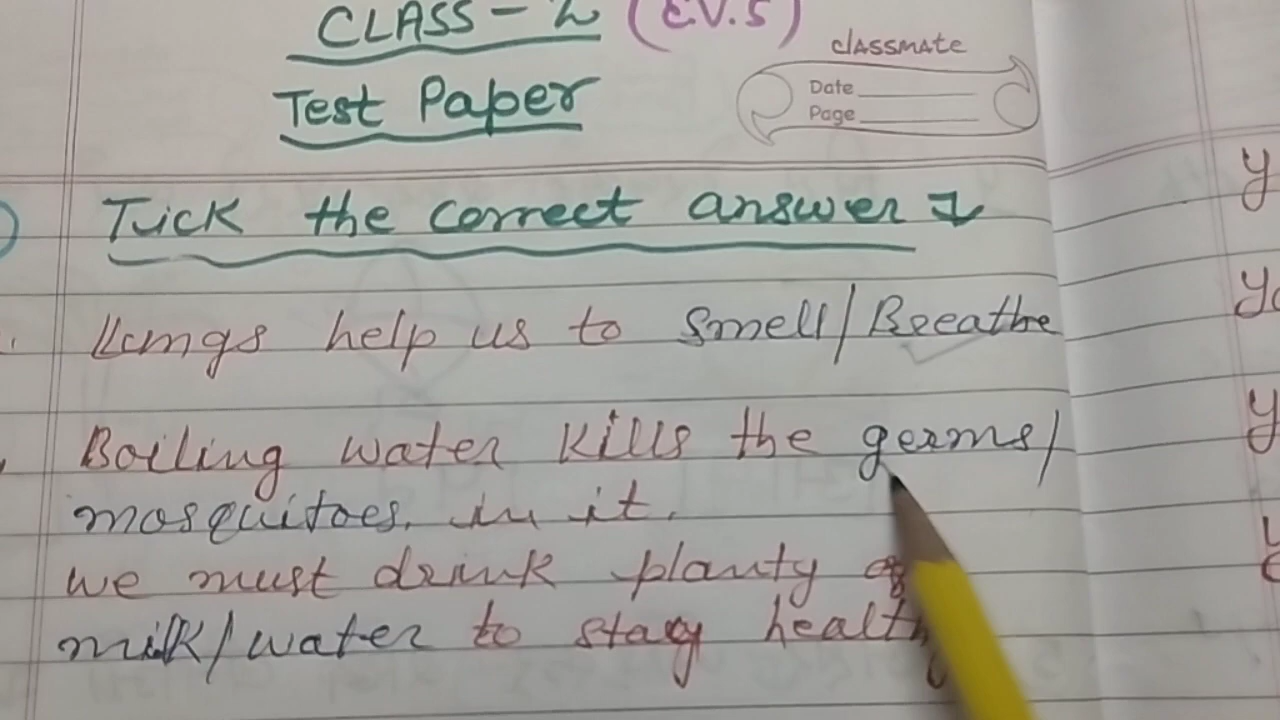 CLASS - 2 (E.V.S)
classmate
Test Paper
Date
Page
Tick the correct answer
Lungs help us to Smell/Breathe
Boiling water kills the germs/
mosquitoes. in it.
we must drink planty of
milk/water to stay healthy